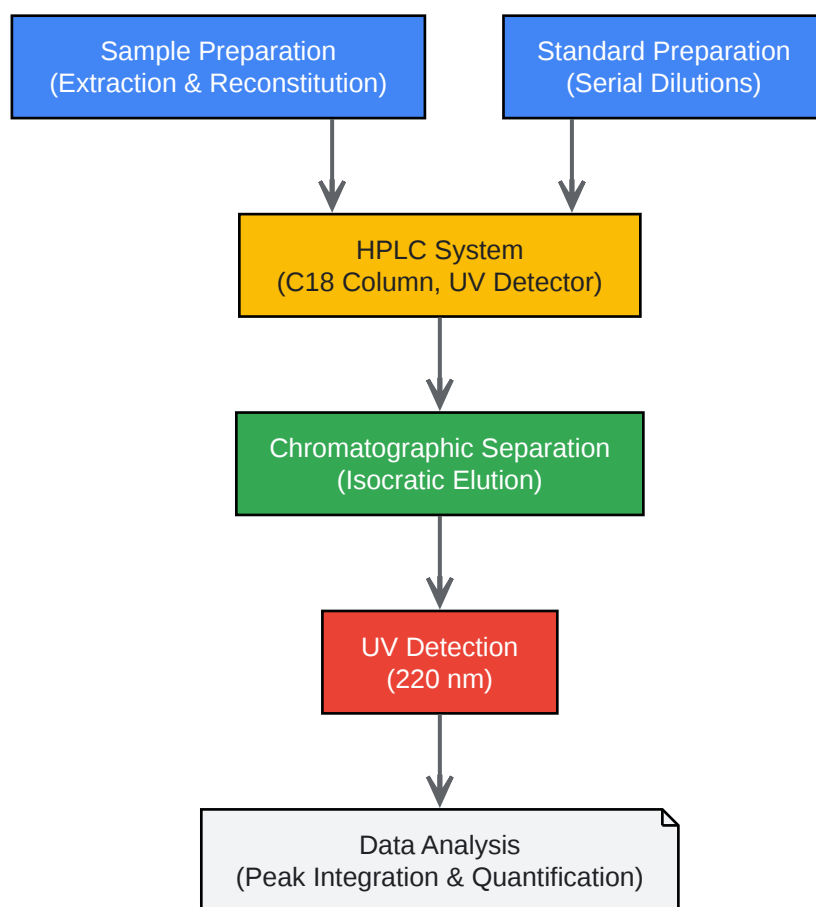 Sample Preparation
(Extraction & Reconstitution)
Standard Preparation
(Serial Dilutions)
HPLC System
(C18 Column, UV Detector)
Chromatographic Separation
(Isocratic Elution)
UV Detection
(220 nm)
Data Analysis
(Peak Integration & Quantification)